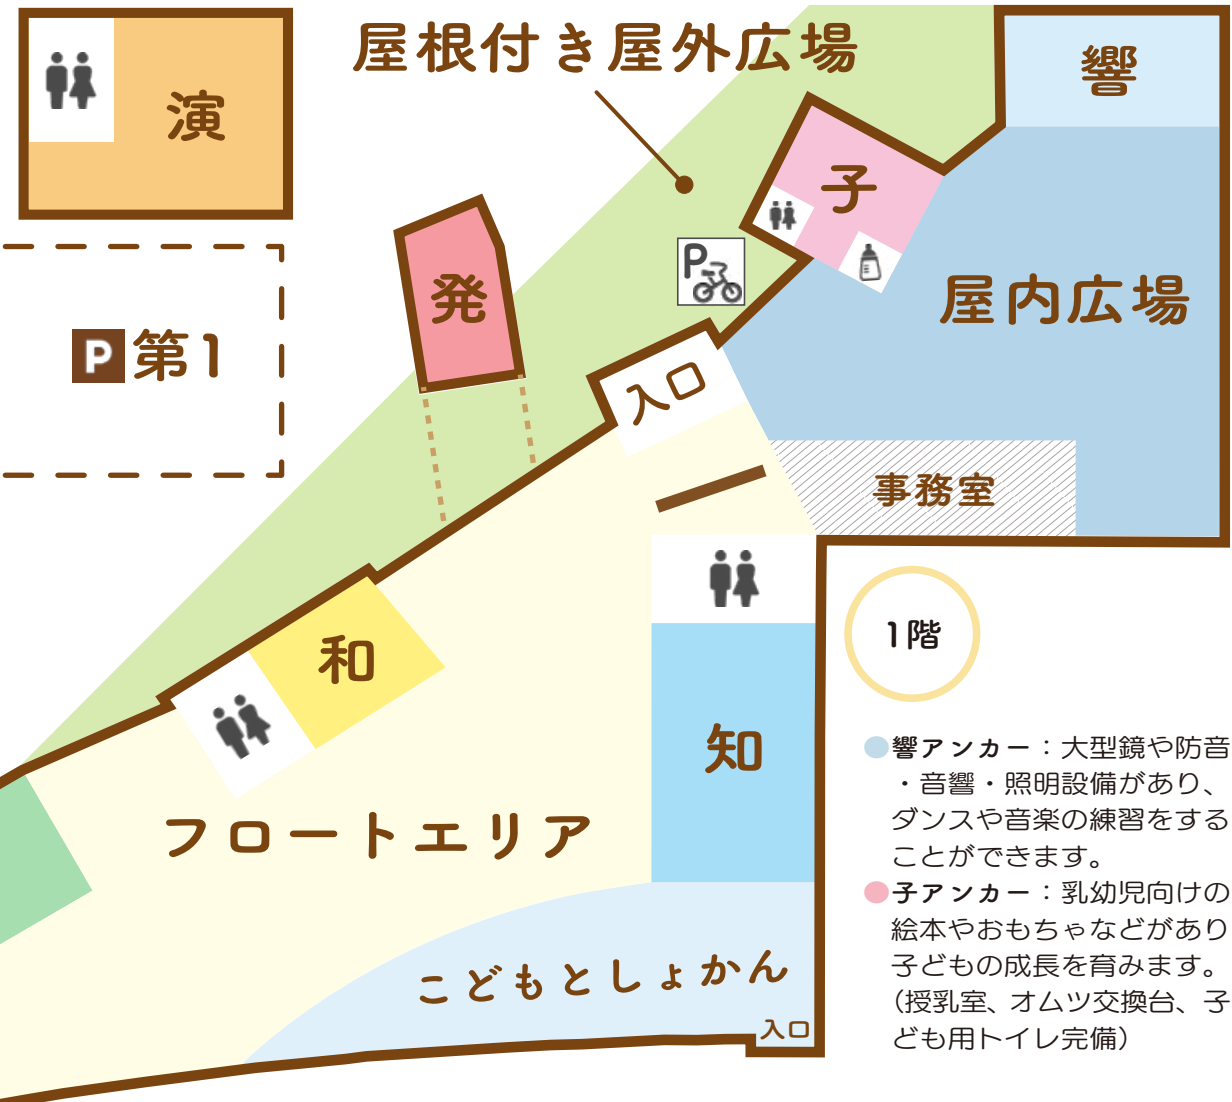 屋根付き屋外広場
響
演
子
発
屋内広場
P
P第1
入口
事務室
1階
和
知
フロートエリア
こどもとしょかん
入口
●響アンカー：大型鏡や防音
・音響・照明設備があり、
ダンスや音楽の練習をする
ことができます。
●子アンカー：乳幼児向けの
絵本やおもちゃなどがあり
子どもの成長を育みます。
（授乳室、オムツ交換台、子
ども用トイレ完備）